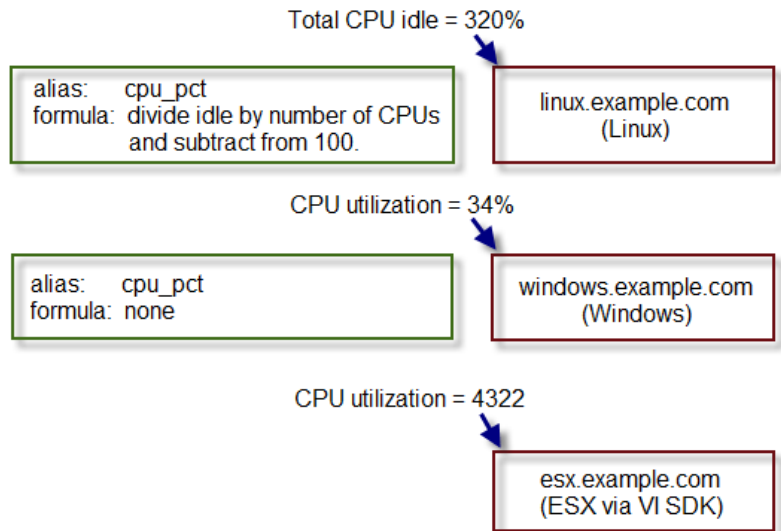 Total CPU idle = 320%
alias: cpu_pct
formula: divide idle by number of CPUs
and subtract from 100.
linux.example.com
(Linux)
CPU utilization = 34%
alias: cpu_pct
formula: none
windows.example.com
(Windows)
CPU utilization = 4322
esx.example.com
(ESX via VI SDK)